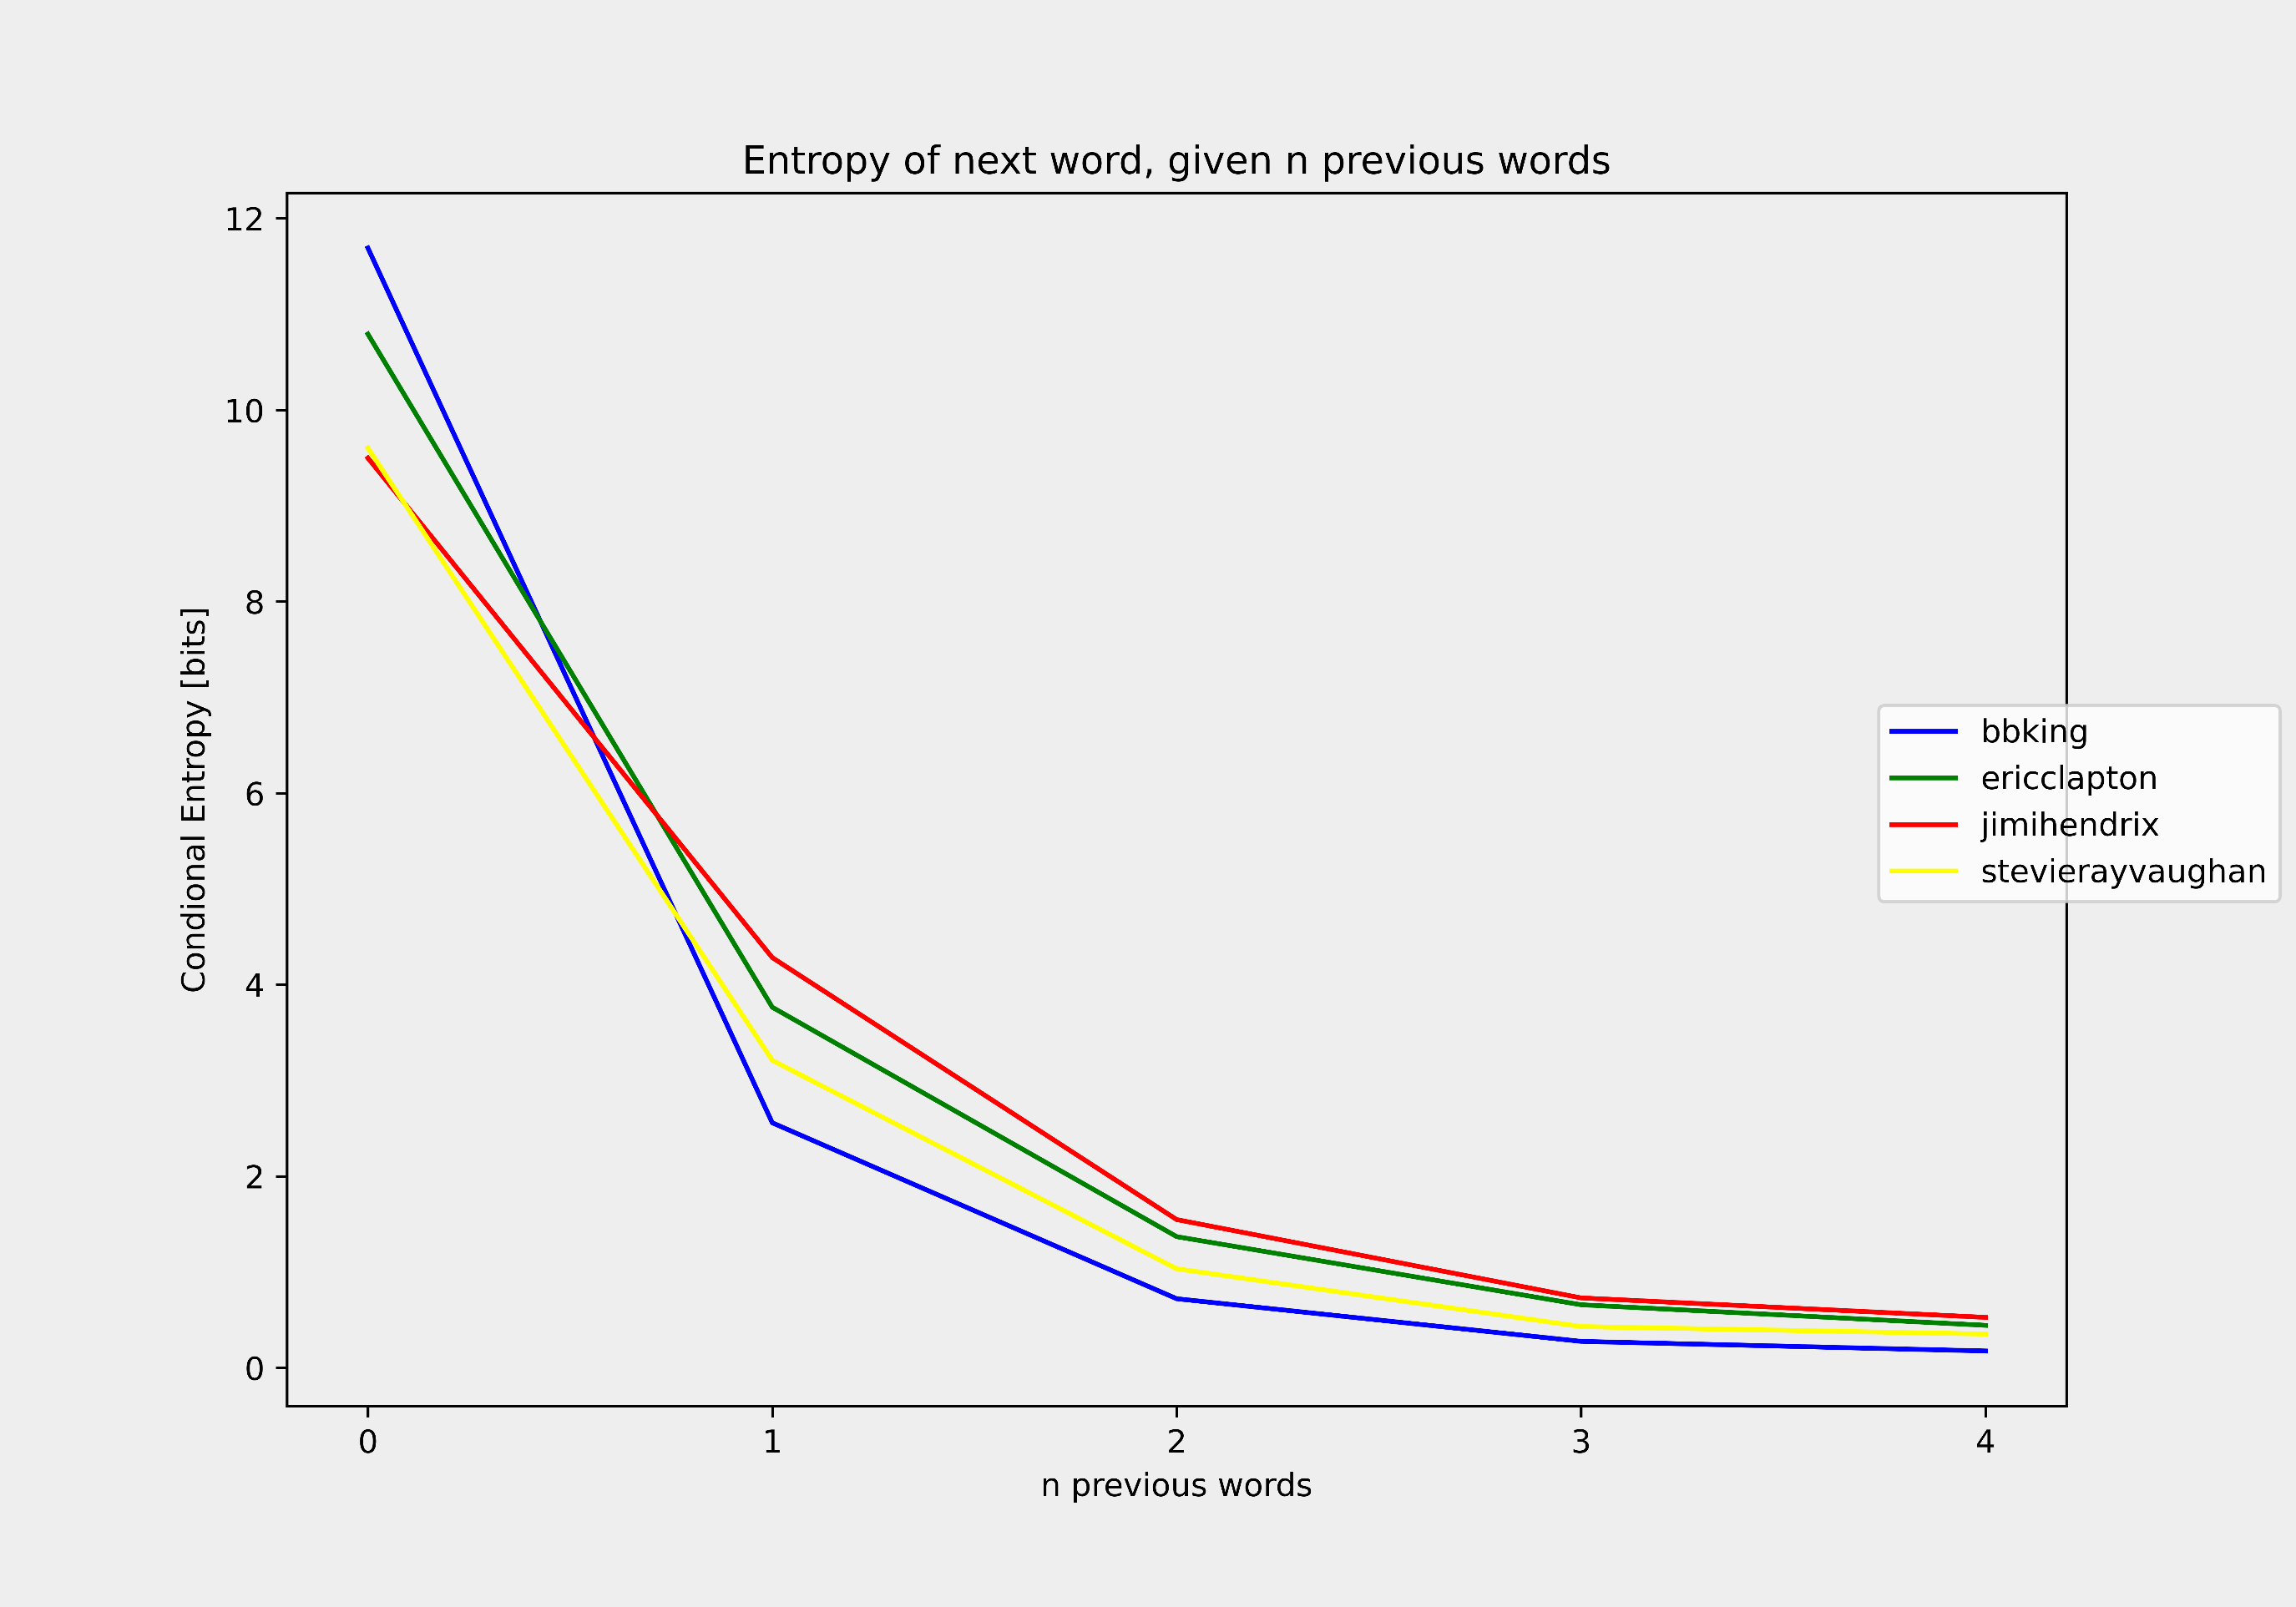 Entropy of next word, given n previous words
12
10
8
6
4
2
0
Condional Entropy [bits]
bbking
ericclapton
jimihendrix
stevierayvaughan
0 1 2 3 4
n previous words